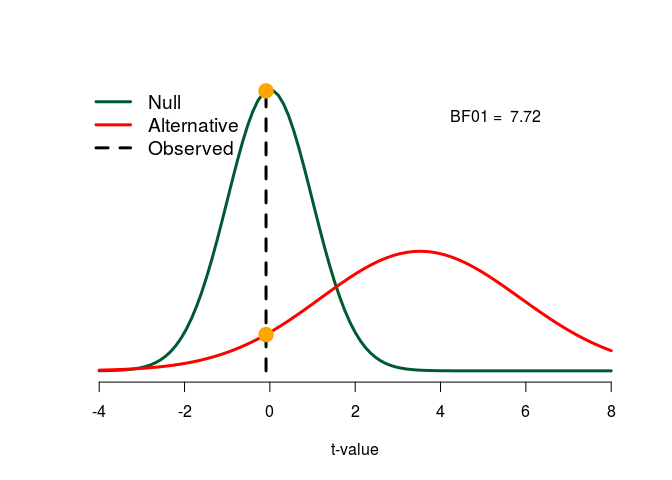 Null
Alternative
Observed
BF01 = 7.72
-4 -2 0 2 4 6 8
t-value